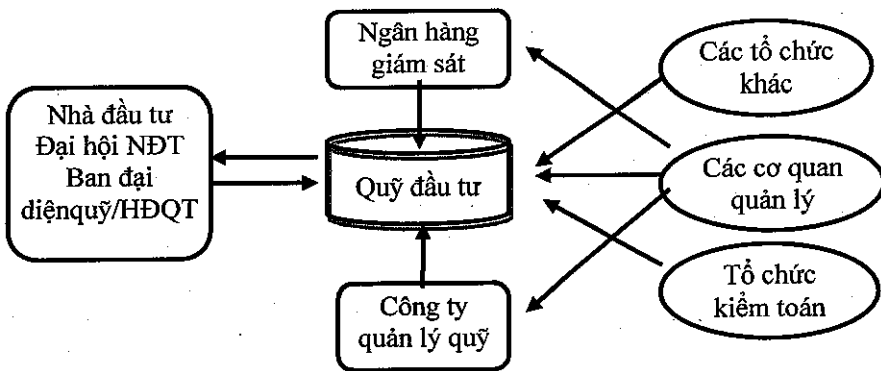 Ngân hàng
giám sát
Các tổ chức
khác
Nhà đầu tư
Đại hội NĐT
Ban đại
diệnquỹ/HĐQT
Quỹ đầu tư
Các cơ quan
quản lý
Công ty
quản lý quỹ
Tổ chức
kiểm toán